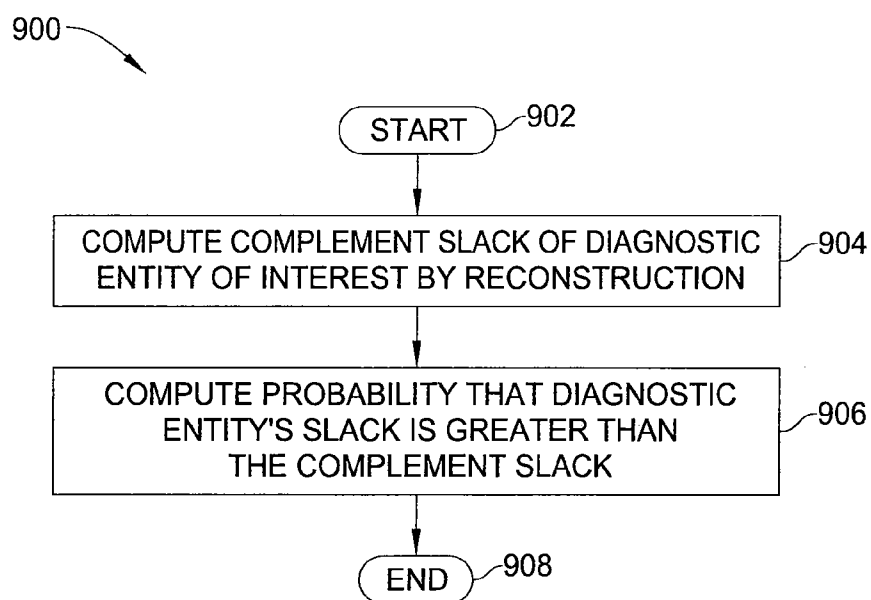 900
START
902
COMPUTE COMPLEMENT SLACK OF DIAGNOSTIC
ENTITY OF INTEREST BY RECONSTRUCTION
904
COMPUTE PROBABILITY THAT DIAGNOSTIC
ENTITY'S SLACK IS GREATER THAN
THE COMPLEMENT SLACK
906
END
908